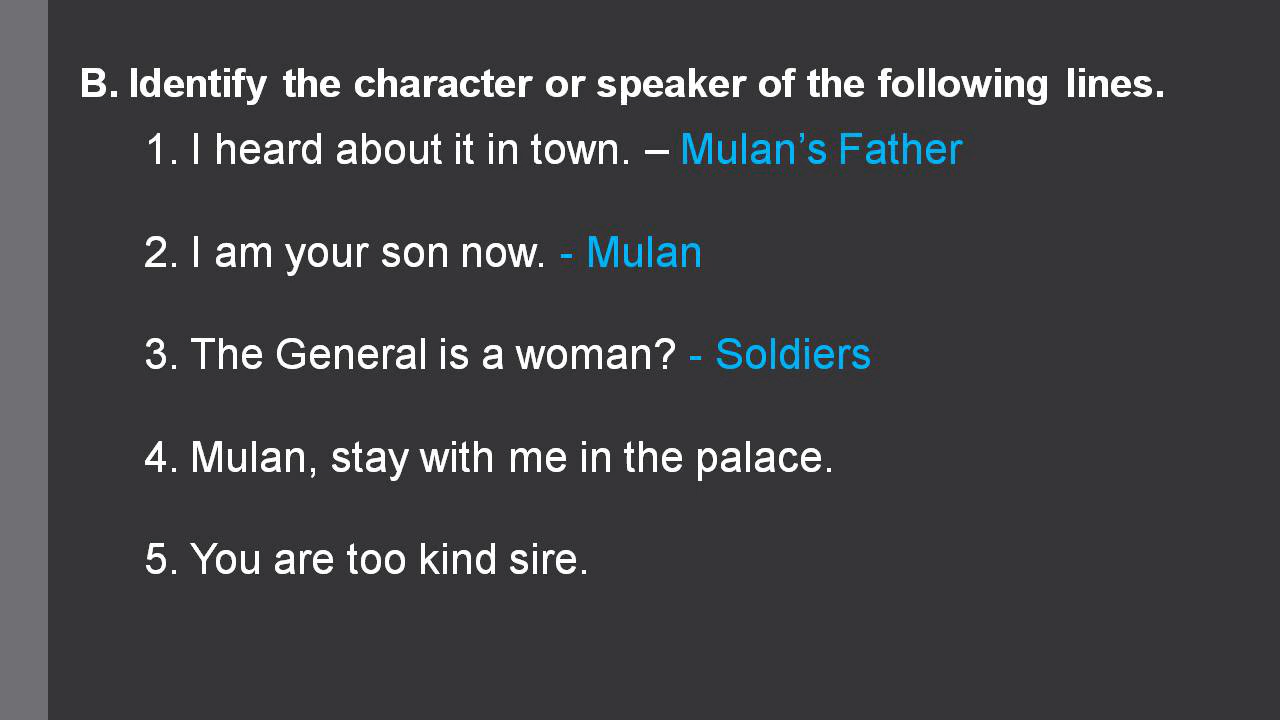 B. Identify the character or speaker of the following lines.
1. I heard about it in town. – Mulan’s Father
2. I am your son now. - Mulan
3. The General is a woman? - Soldiers
4. Mulan, stay with me in the palace.
5. You are too kind sire.